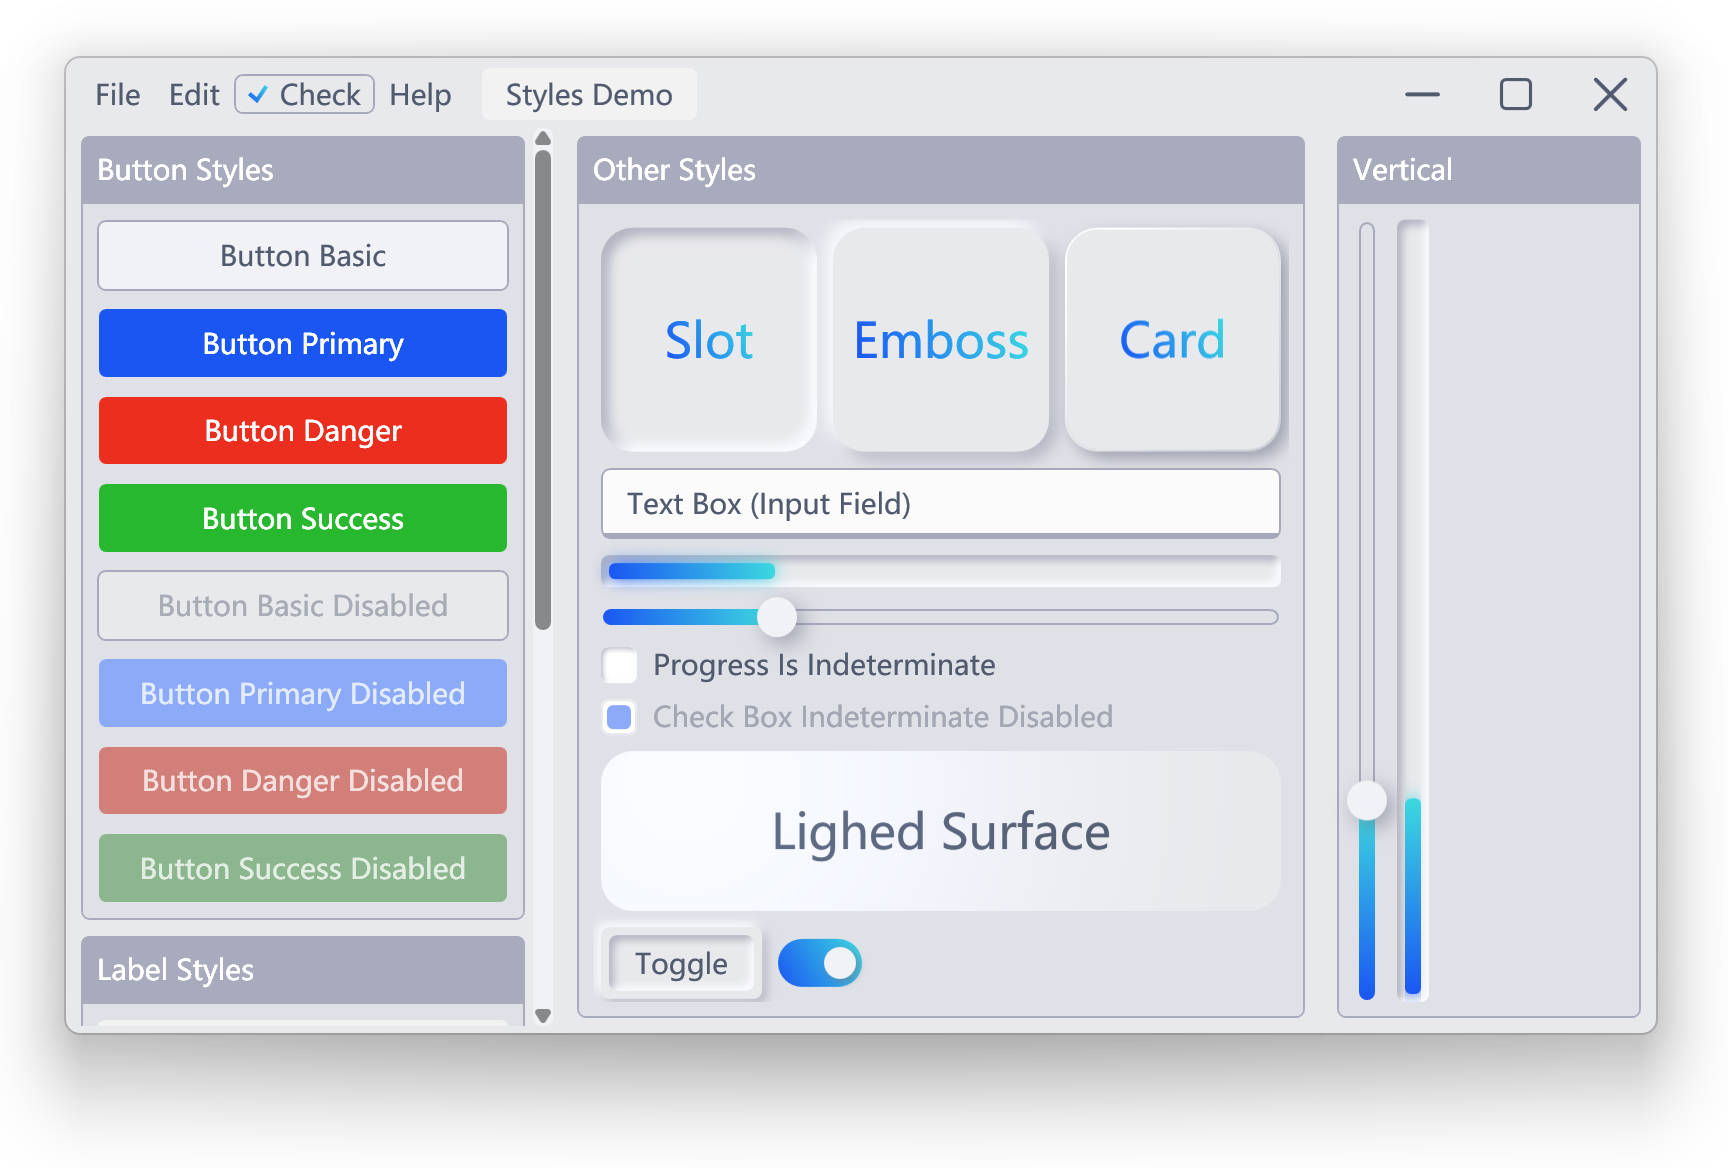 File Edit Check Help Styles Demo
Button Styles
Button Basic
Button Primary
Button Danger
Button Success
Button Basic Disabled
Button Primary Disabled
Button Danger Disabled
Button Success Disabled
Label Styles
Other Styles
Slot Emboss Card
Text Box (Input Field)
Progress Is Indeterminate
Check Box Indeterminate Disabled
Lighed Surface
Toggle
Vertical